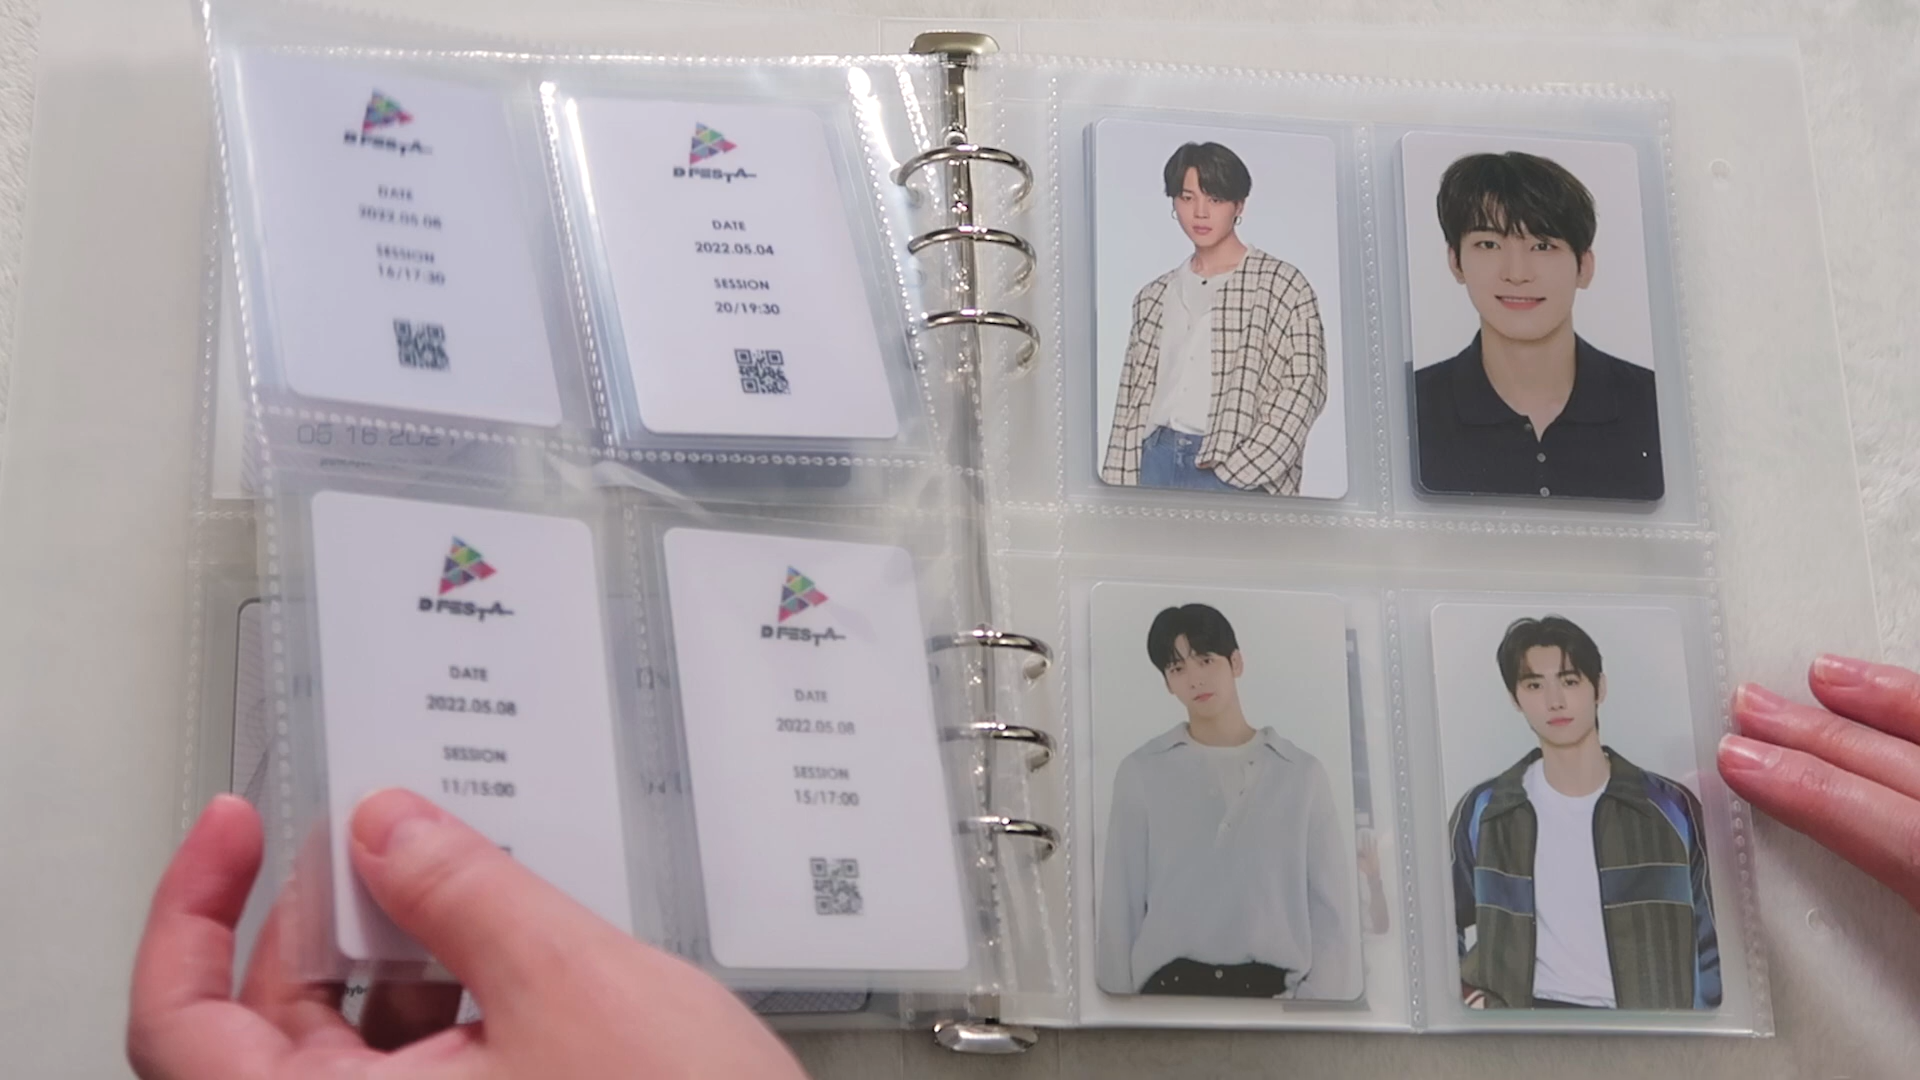 D FESTA
DATE
2022.05.08
SESSION
16/17:30
D FESTA
DATE
2022.05.04
SESSION
20/19:30
05.16.2021
D FESTA
DATE
2022.05.08
SESSION
11/15:00
D FESTA
DATE
2022.05.08
SESSION
15/17:00